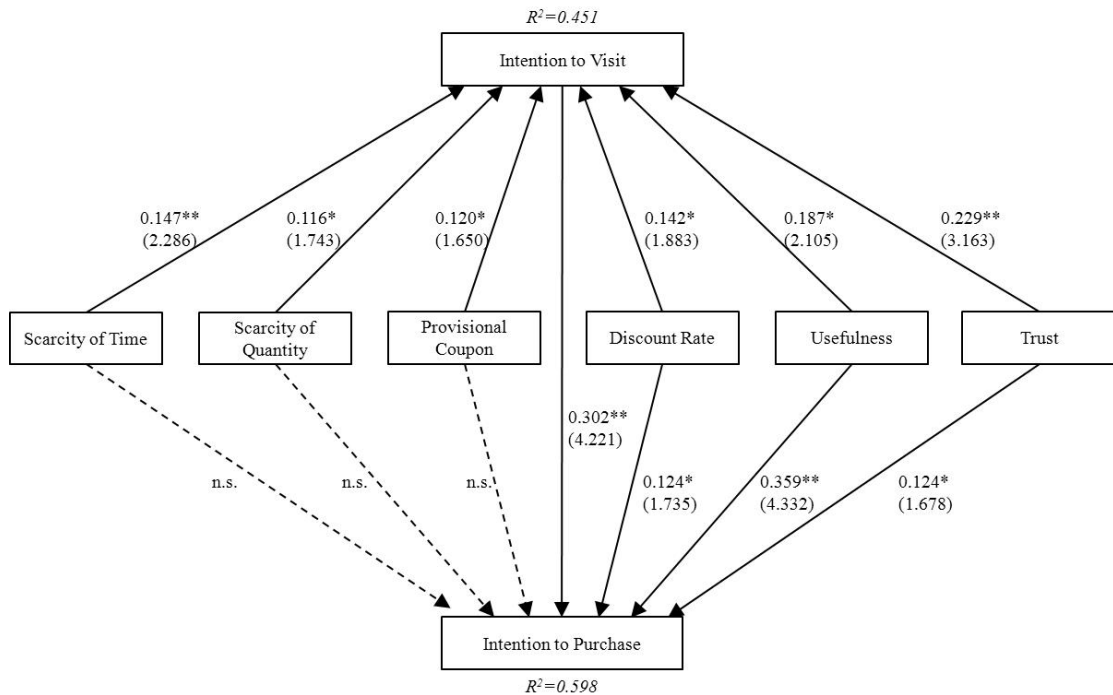 R²=0.451
Intention to Visit
0.147**
(2.286)
0.116*
(1.743)
0.120*
(1.650)
0.142*
(1.883)
0.187*
(2.105)
0.229**
(3.163)
Scarcity of Time
Scarcity of
Quantity
Provisional
Coupon
Discount Rate
Usefulness
Trust
0.302**
(4.221)
n.s.
n.s.
n.s.
0.124*
(1.735)
0.359**
(4.332)
0.124*
(1.678)
Intention to Purchase
R²=0.598